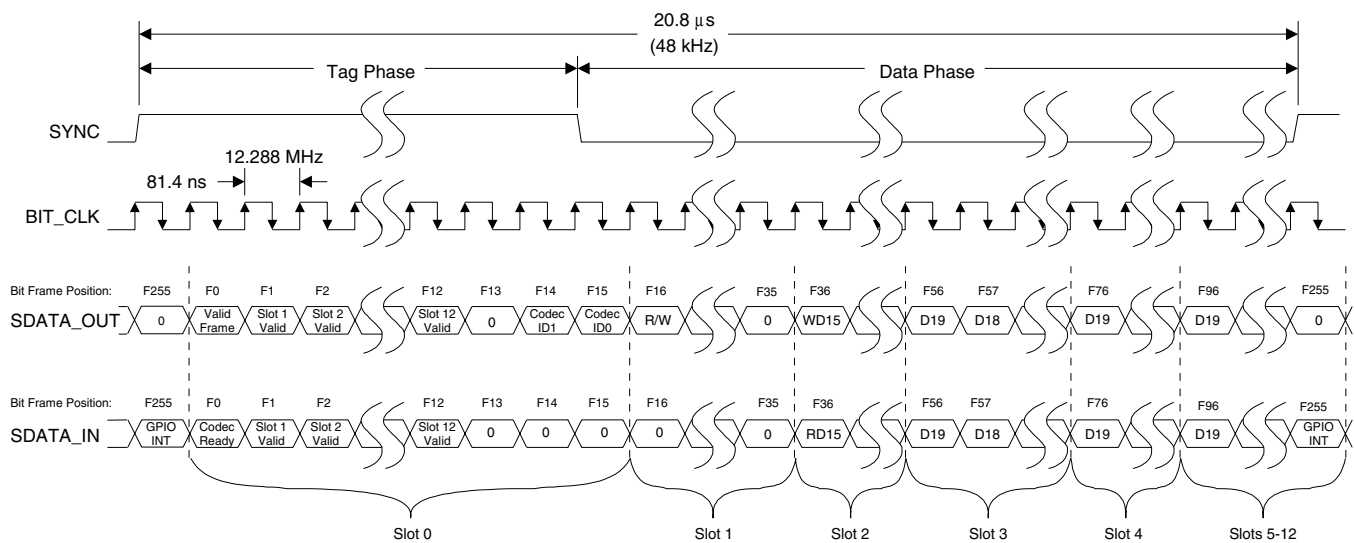 20.8 µs
(48 kHz)
Tag Phase
Data Phase
SYNC
12.288 MHz
81.4 ns
BIT_CLK
Bit Frame Position: F255 F0 F1 F2 F12 F13 F14 F15 F16 F35 F36 F56 F57 F76 F96 F255
SDATA_OUT 0 Valid Frame Slot 1 Valid Slot 2 Valid Slot 12 Valid 0 Codec ID1 Codec ID0 R/W 0 WD15 D19 D18 D19 D19 0
Bit Frame Position: F255 F0 F1 F2 F12 F13 F14 F15 F16 F35 F36 F56 F57 F76 F96 F255
SDATA_IN GPIO INT Codec Ready Slot 1 Valid Slot 2 Valid Slot 12 Valid 0 0 0 0 0 RD15 D19 D18 D19 D19 GPIO INT
Slot 0 Slot 1 Slot 2 Slot 3 Slot 4 Slots 5-12